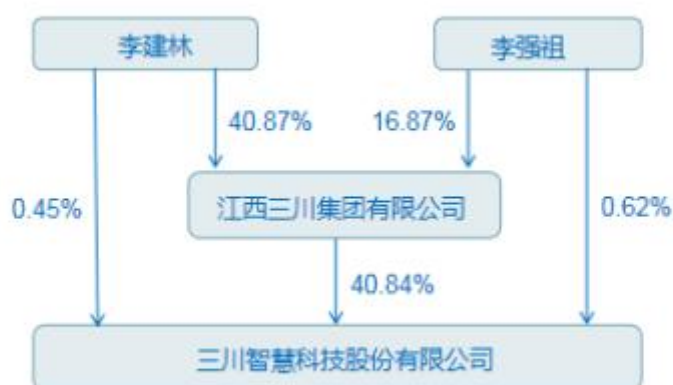 李建林
李强祖
40.87%
16.87%
0.45%
江西三川集团有限公司
0.62%
40.84%
三川智慧科技股份有限公司